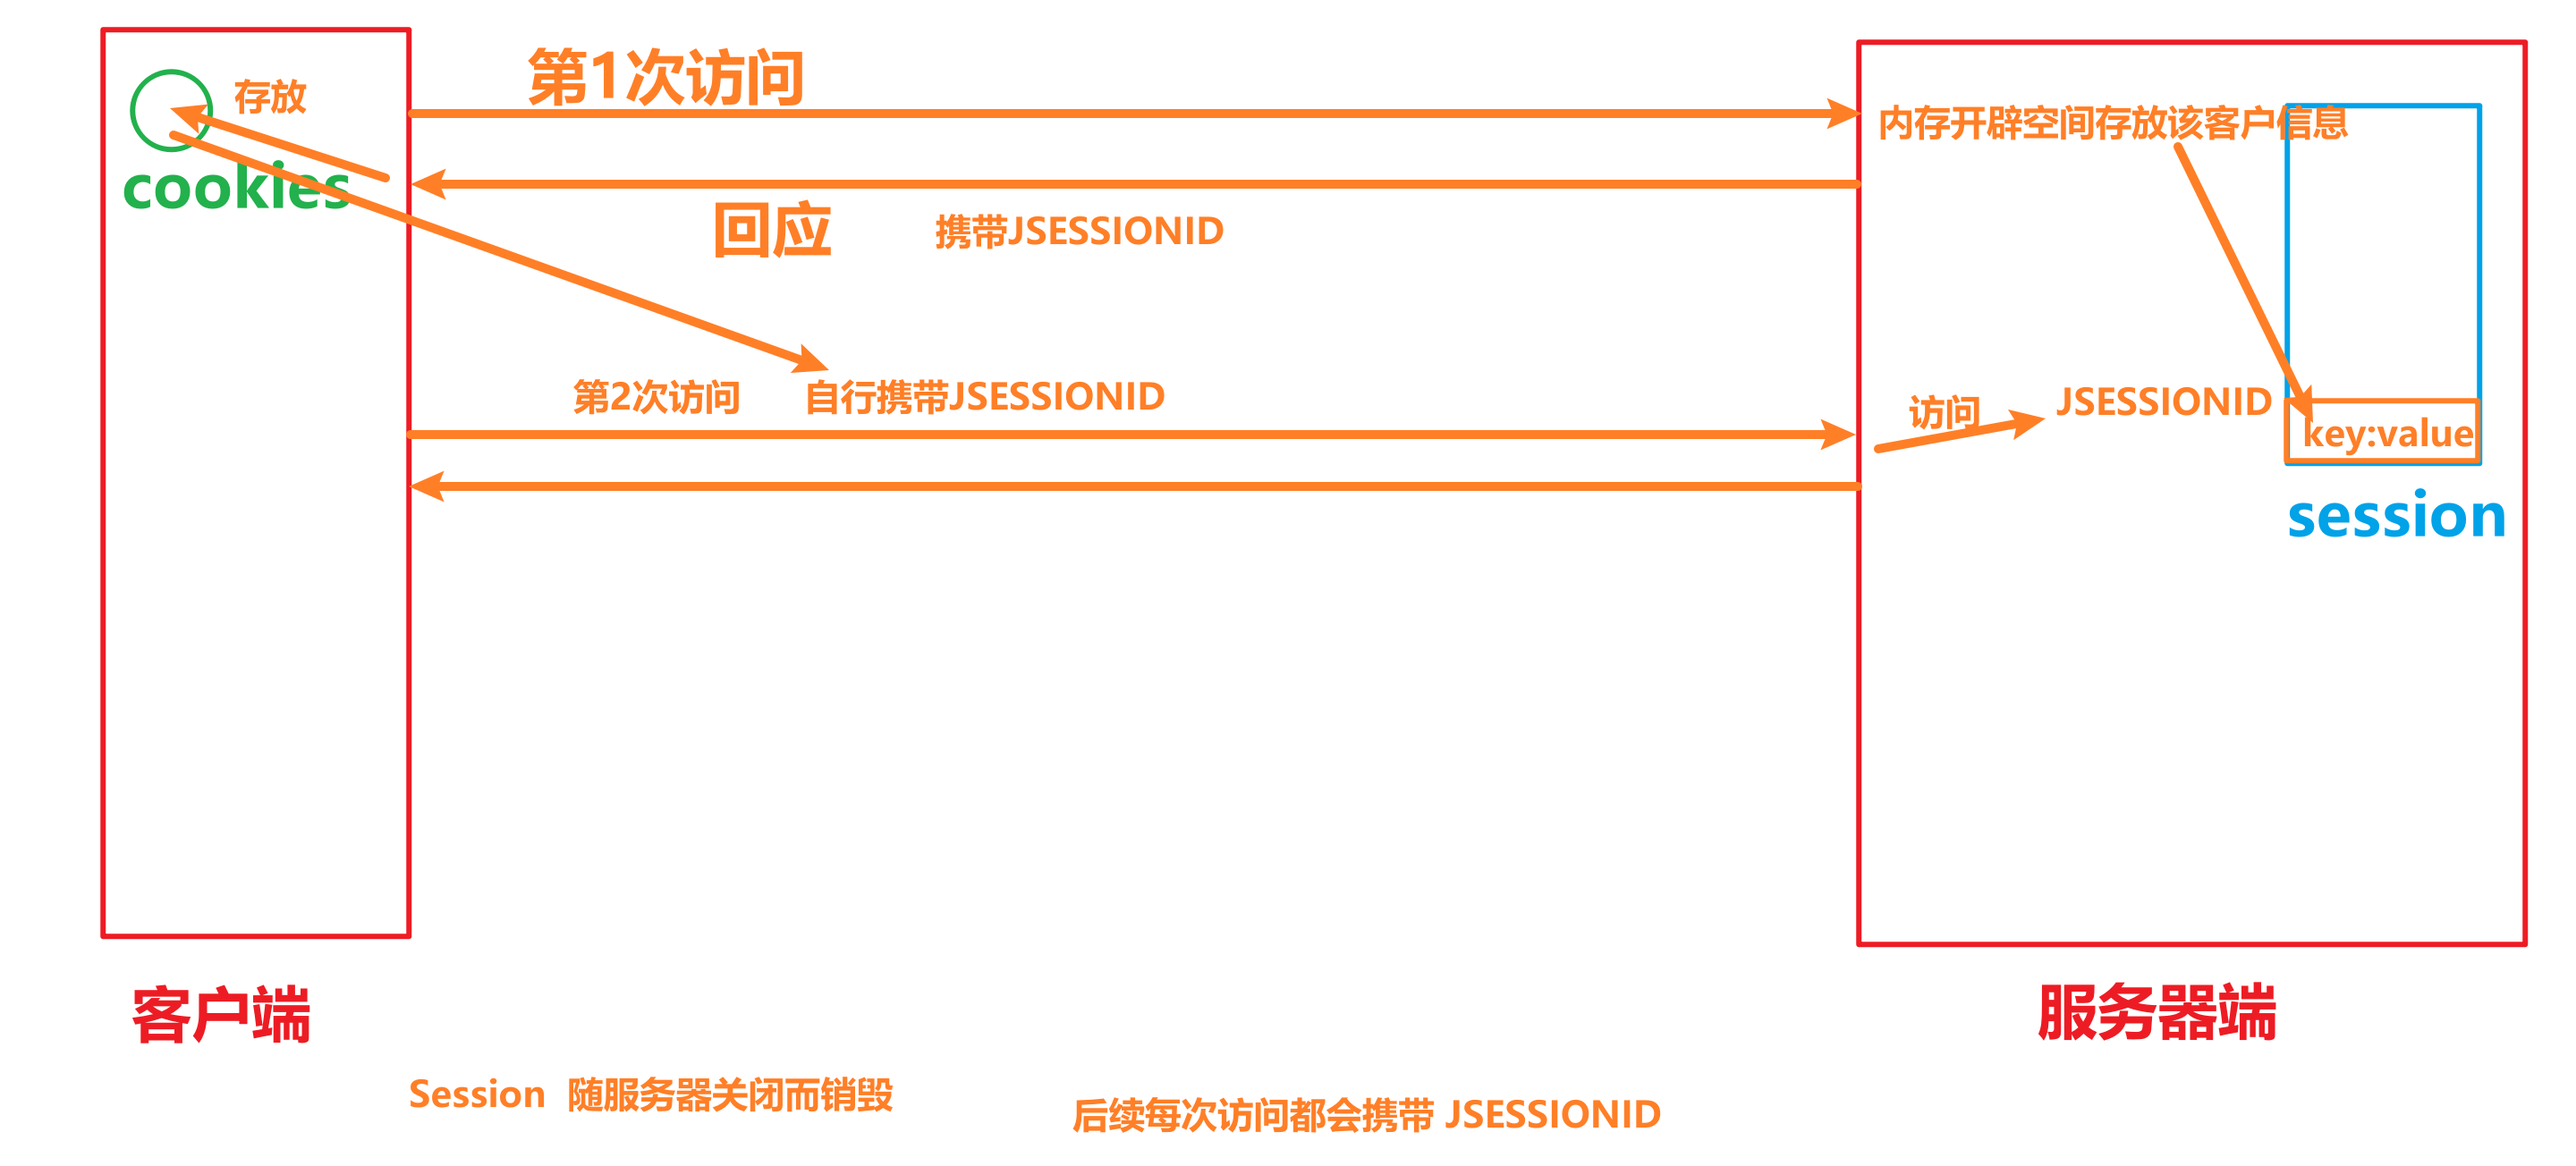 第1次访问
存放
cookies
内存开辟空间存放该客户信息
回应
携带JSESSIONID
第2次访问
自行携带JSESSIONID
访问
JSESSIONID
key:value
session
客户端
服务器端
Session 随服务器关闭而销毁
后续每次访问都会携带 JSESSIONID